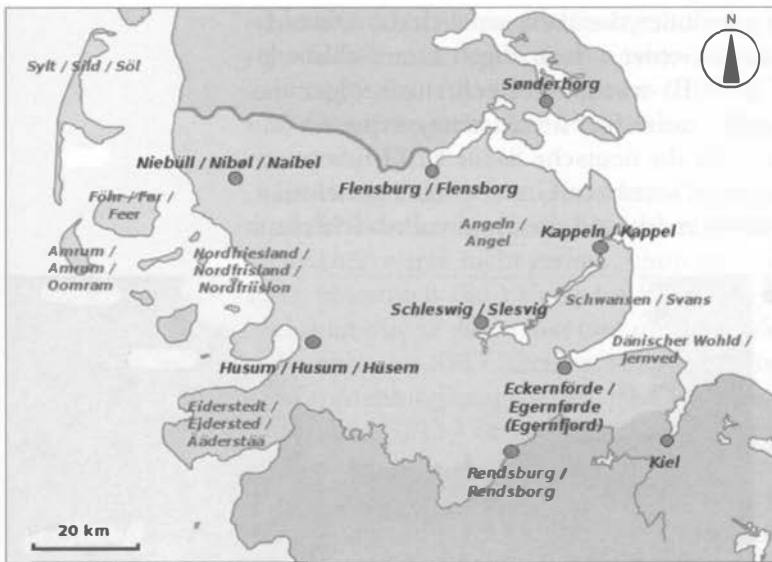 N
Sylt / Sild / Söl
Sønderborg
Niebüll / Nibøl / Naibel
Flensburg / Flensborg
Föhr / Før /
Feer
Angeln /
Angel
Kappeln / Kappel
Amrum /
Amrum /
Oomram
Nordfriesland /
Nordfrisland /
Nordfriislon
Schwansen / Svans
Schleswig / Slesvig
Dänischer Wohld /
Jernved
Husum / Husum / Hüsem
Eckernförde /
Egernførde
(Egernfjord)
Eiderstedt /
Ejdersted /
Ääderstää
Kiel
Rendsburg /
Rendsborg
20 km